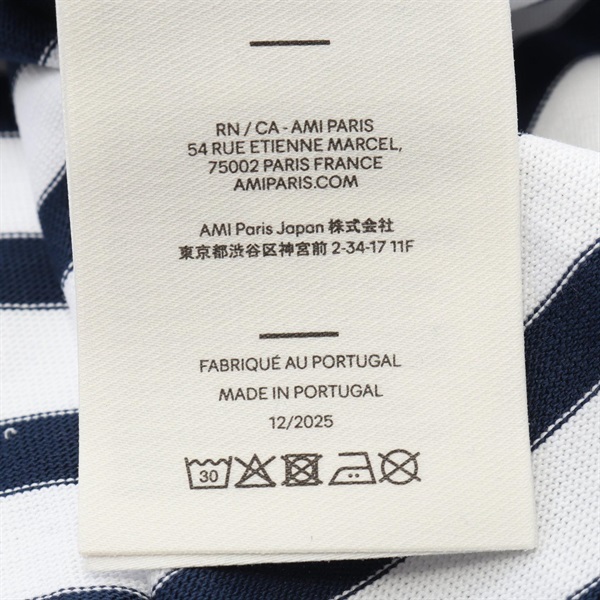 RN / CA - AMI PARIS
54 RUE ETIENNE MARCEL,
75002 PARIS FRANCE
AMIPARIS.COM
AMI Paris Japan 株式会社
東京都渋谷区神宮前 2-34-17 11F
FABRIQUÉ AU PORTUGAL
MADE IN PORTUGAL
12/2025
30